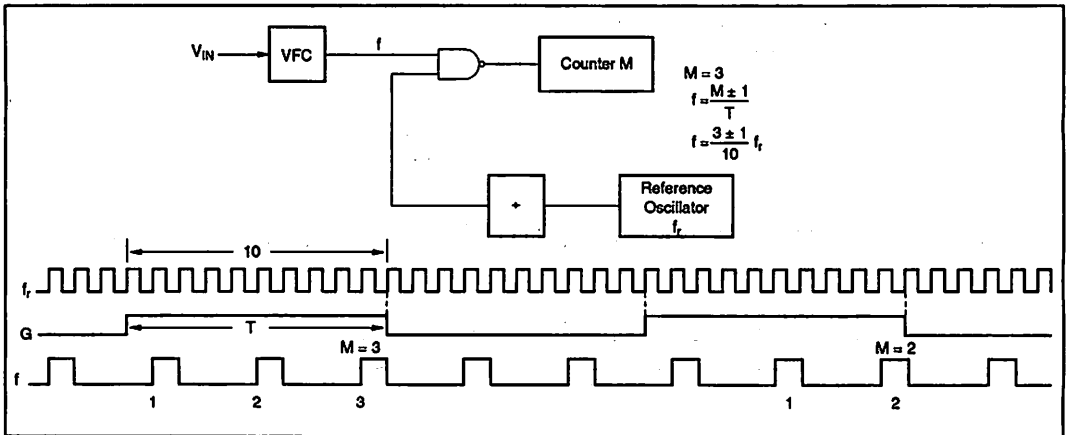 V_IN
VFC
f
Counter M
M = 3
f = (M ± 1) / T
f = (3 ± 1) / 10 f_r
÷
Reference
Oscillator
f_r
10
f_r
G
T
M = 3
M = 2
f
1 2 3 1 2